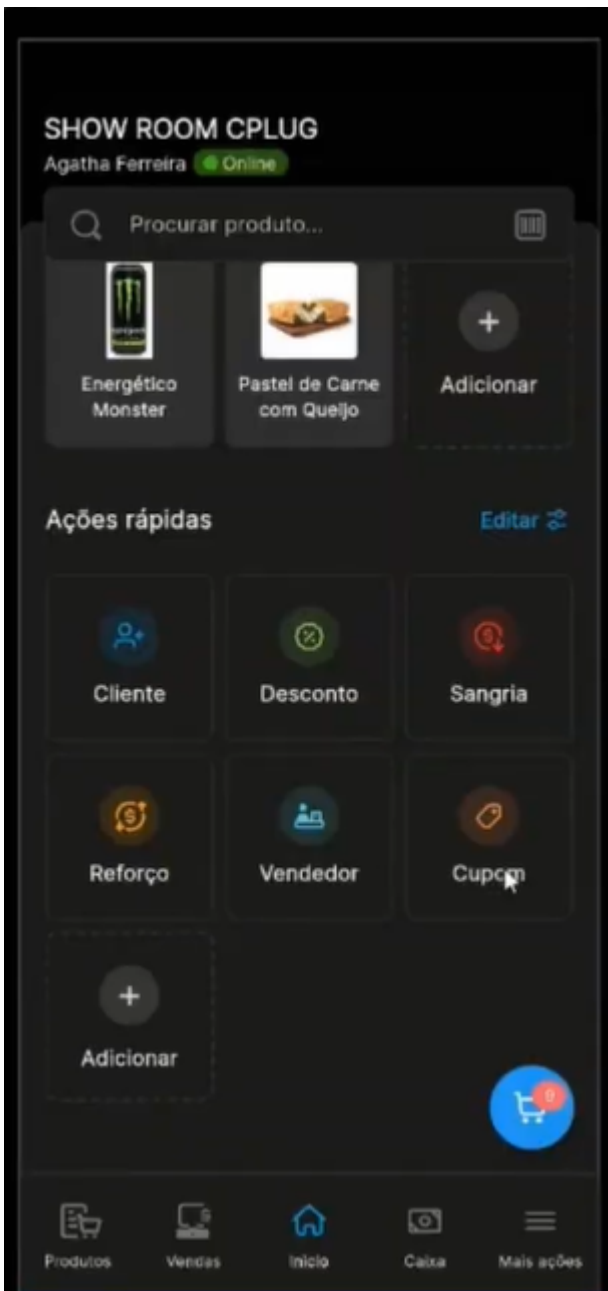 SHOW ROOM CPLUG
Agatha Ferreira Online
Procurar produto...
Energético
Monster
Pastel de Carne
com Queijo
Adicionar
Ações rápidas
Editar
Cliente
Desconto
Sangria
Reforço
Vendedor
Cupom
Adicionar
9
Produtos
Vendas
Início
Caixa
Mais ações